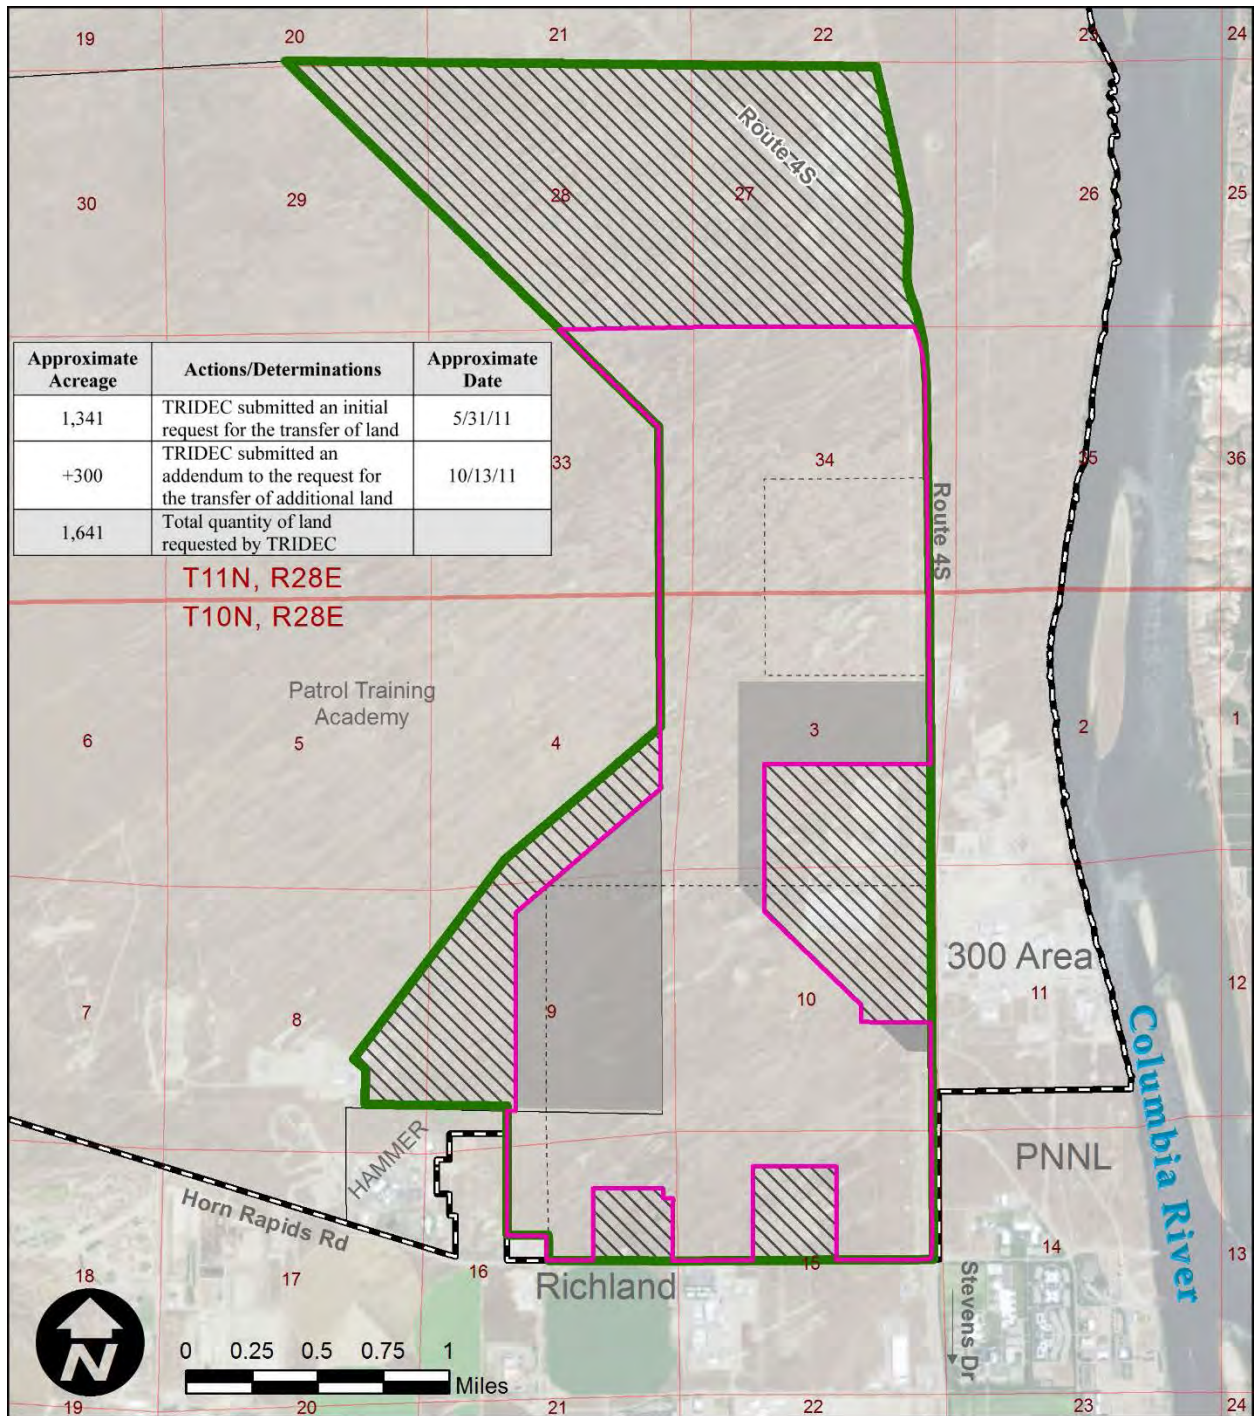 19
20
21
22
23
24
Route 4S
30
29
28
27
26
25
Approximate Acreage
Actions/Determinations
Approximate Date
1,341
TRIDEC submitted an initial
request for the transfer of land
5/31/11
+300
TRIDEC submitted an
addendum to the request for
the transfer of additional land
10/13/11
1,641
Total quantity of land
requested by TRIDEC
33
34
35
36
Route 4S
T11N, R28E
T10N, R28E
Patrol Training
Academy
6
5
4
3
2
1
300 Area
7
8
9
10
11
12
Columbia River
HAMMER
PNNL
Horn Rapids Rd
18
17
16
15
14
13
Richland
Stevens Dr
N
0 0.25 0.5 0.75 1
Miles
19
20
21
22
23
24